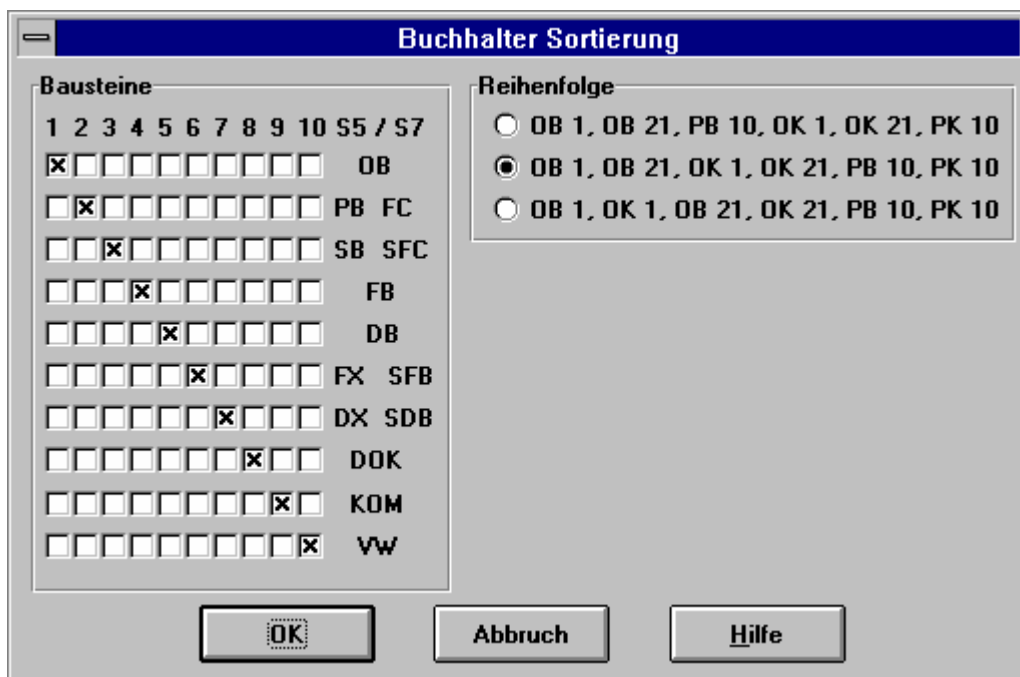 Buchhalter Sortierung
Bausteine
1 2 3 4 5 6 7 8 9 10 S5 / S7
OB
PB FC
SB SFC
FB
DB
FX SFB
DX SDB
DOK
KOM
VW
Reihenfolge
OB 1, OB 21, PB 10, OK 1, OK 21, PK 10
OB 1, OB 21, OK 1, OK 21, PB 10, PK 10
OB 1, OK 1, OB 21, OK 21, PB 10, PK 10
OK
Abbruch
Hilfe